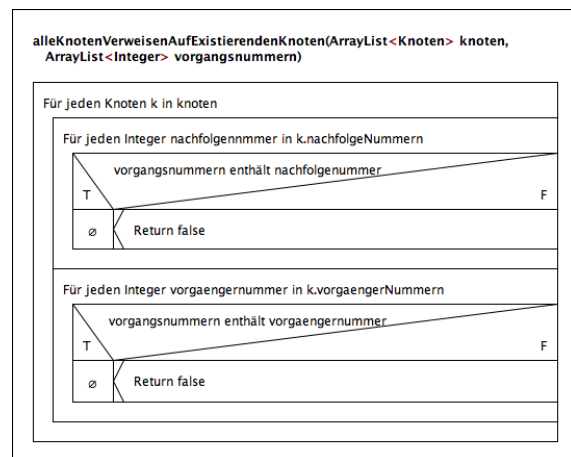 alleKnotenVerweisenAufExistierendenKnoten(ArrayList<Knoten> knoten,
ArrayList<Integer> vorgangsnummern)
Für jeden Knoten k in knoten
Für jeden Integer nachfolgennmmer in k.nachfolgeNummern
vorgangsnummern enthält nachfolgenummer
T
F
ø
Return false
Für jeden Integer vorgaengernummer in k.vorgaengerNummern
vorgangsnummern enthält vorgaengernummer
T
F
ø
Return false